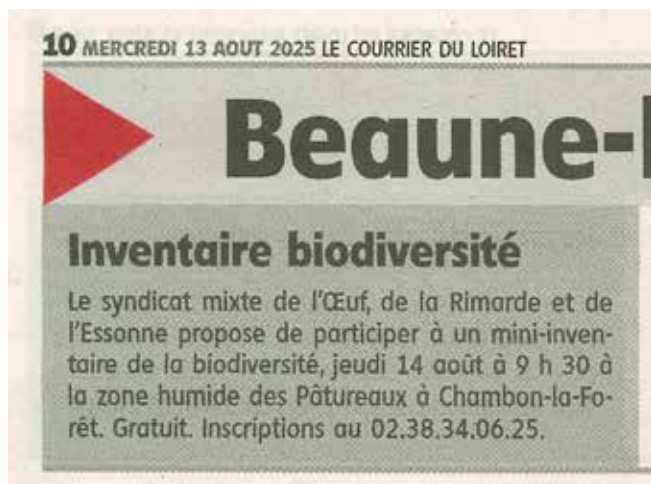 10 MERCREDI 13 AOUT 2025 LE COURRIER DU LOIRET
Beaune-l
Inventaire biodiversité
Le syndicat mixte de l'Œuf, de la Rimarde et de
l'Essonne propose de participer à un mini-inven-
taire de la biodiversité, jeudi 14 août à 9 h 30 à
la zone humide des Pâtureaux à Chambon-la-Fo-
rêt. Gratuit. Inscriptions au 02.38.34.06.25.